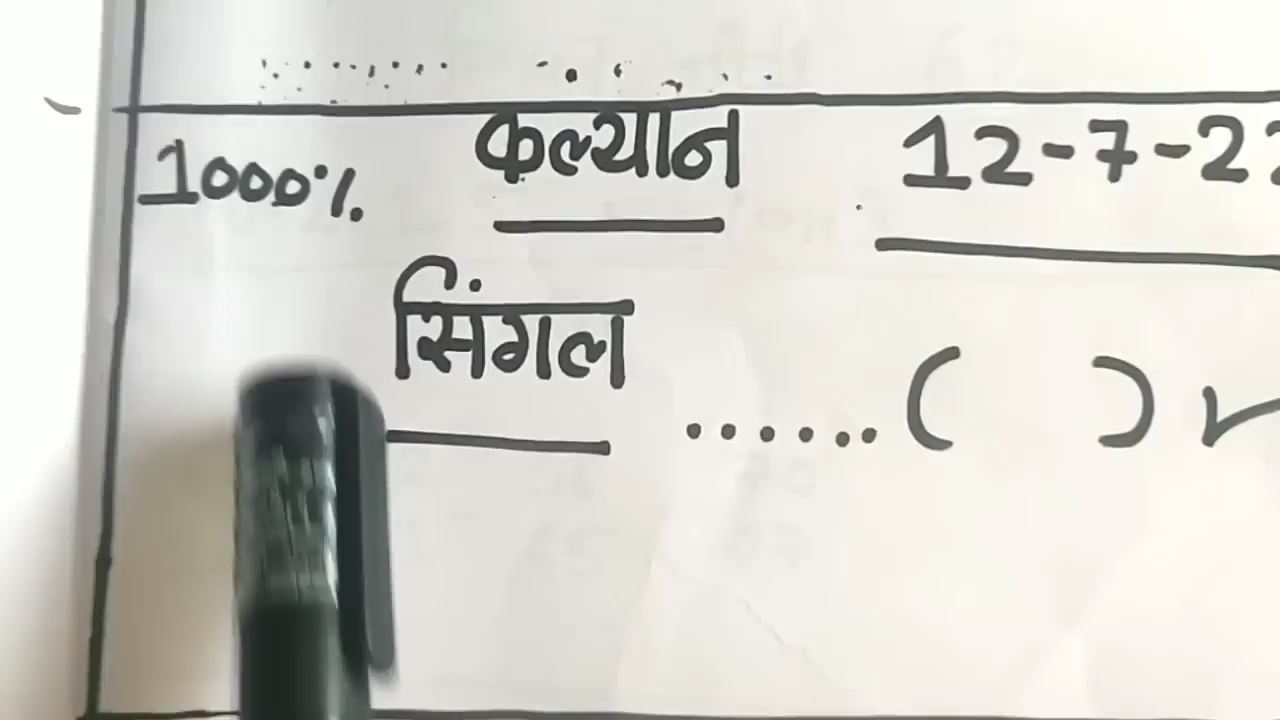 1000% कल्यान 12-7-22
सिंगल ......( )